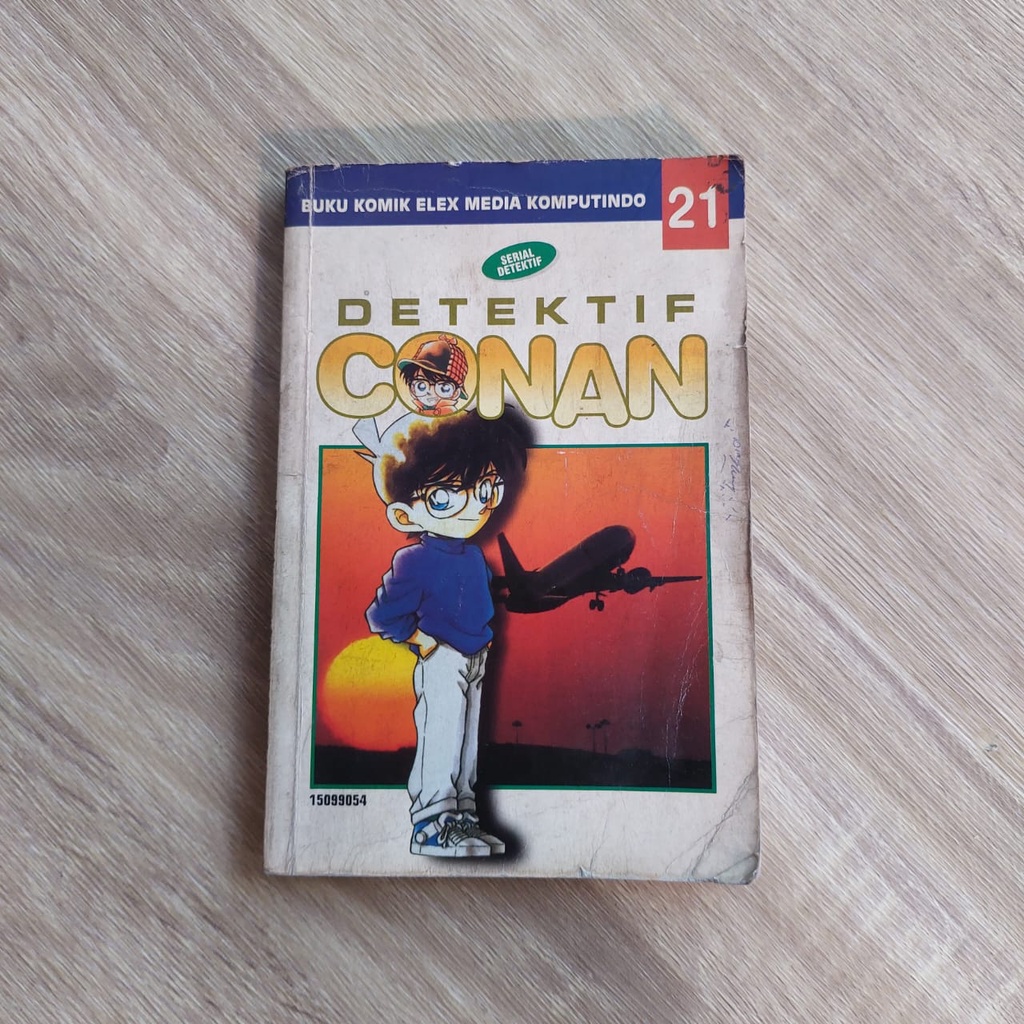 BUKU KOMIK ELEX MEDIA KOMPUTINDO
21
SERIAL
DETEKTIF
DETEKTIF
CONAN
15099054